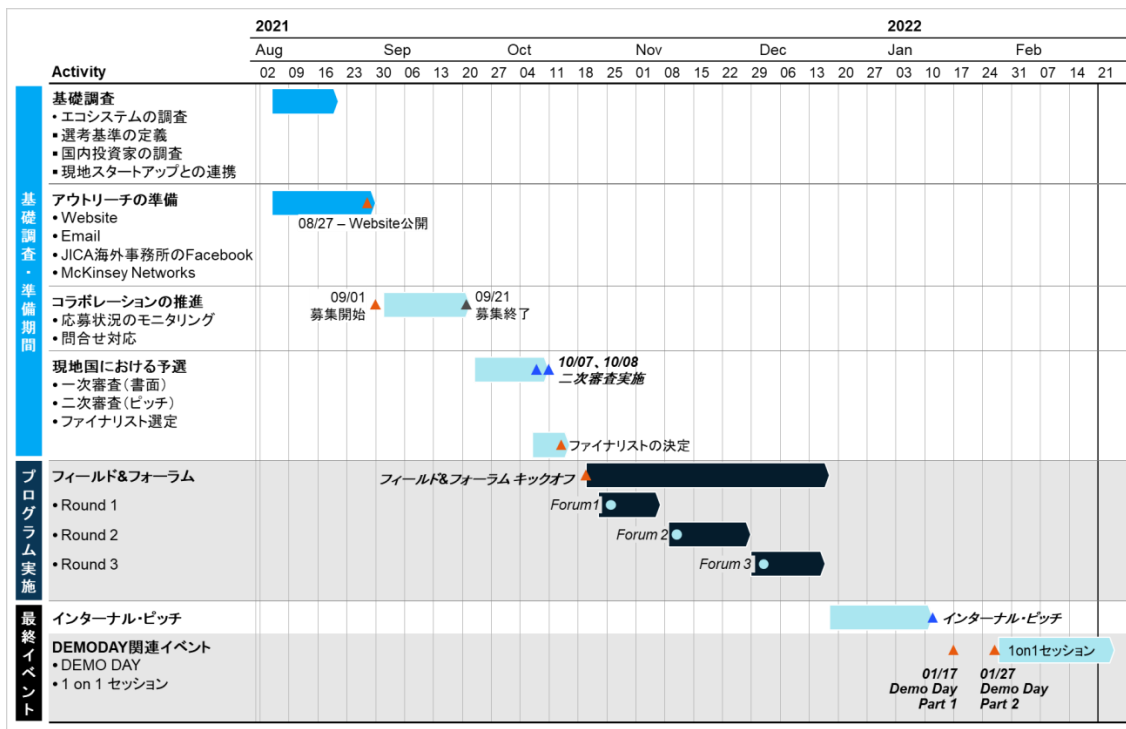 2021 2022
Aug Sep Oct Nov Dec Jan Feb
Activity 02 09 16 23 30 06 13 20 27 04 11 18 25 01 08 15 22 29 06 13 20 27 03 10 17 24 31 07 14 21
基礎調査・準備期間
基礎調査
• エコシステムの調査
▪ 選考基準の定義
▪ 国内投資家の調査
▪ 現地スタートアップとの連携
アウトリーチの準備
• Website
• Email
• JICA海外事務所のFacebook
• McKinsey Networks
08/27 – Website公開
コラボレーションの推進
• 応募状況のモニタリング
• 問合せ対応
09/01
募集開始
09/21
募集終了
現地国における予選
• 一次審査(書面)
• 二次審査(ピッチ)
• ファイナリスト選定
10/07、10/08
二次審査実施
ファイナリストの決定
プログラム実施
フィールド&フォーラム
フィールド&フォーラム キックオフ
• Round 1
Forum1
• Round 2
Forum 2
• Round 3
Forum 3
最終イベント
インターナル・ピッチ
インターナル・ピッチ
DEMODAY関連イベント
• DEMO DAY
• 1 on 1 セッション
1on1セッション
01/17
Demo Day
Part 1
01/27
Demo Day
Part 2